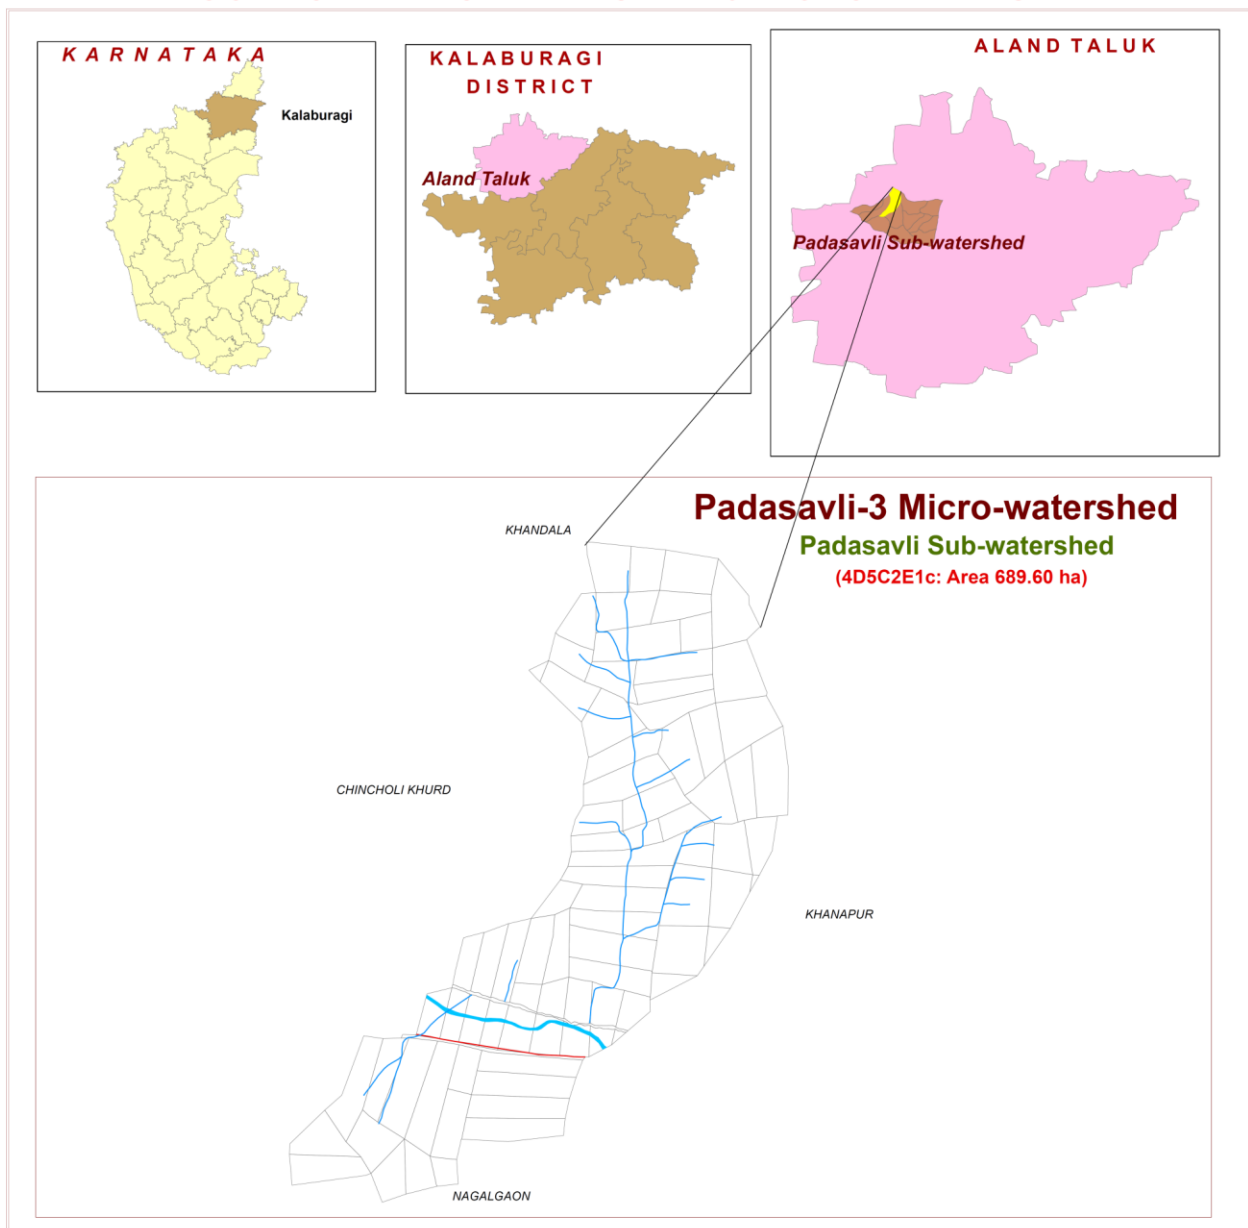 KARNATAKA
Kalaburagi
KALABURAGI
DISTRICT
Aland Taluk
ALAND TALUK
Padasavli Sub-watershed
Padasavli-3 Micro-watershed
Padasavli Sub-watershed
(4D5C2E1c: Area 689.60 ha)
KHANDALA
CHINCHOLI KHURD
KHANAPUR
NAGALGAON